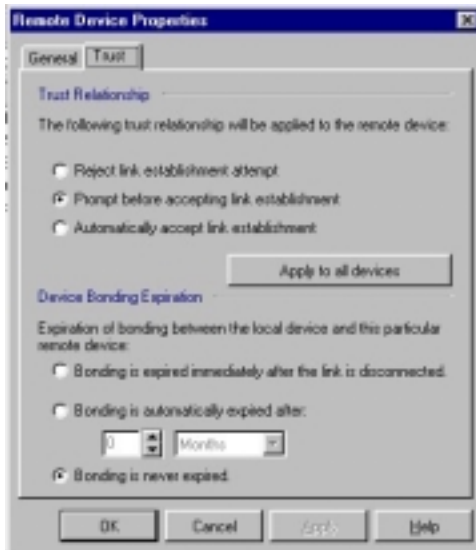 Remote Device Properties
General Trust
Trust Relationship
The following trust relationship will be applied to the remote device:
Reject link establishment attempt
Prompt before accepting link establishment
Automatically accept link establishment
Apply to all devices
Device Bonding Expiration
Expiration of bonding between the local device and this particular
remote device:
Bonding is expired immediately after the link is disconnected.
Bonding is automatically expired after:
0 Months
Bonding is never expired.
OK Cancel Apply Help